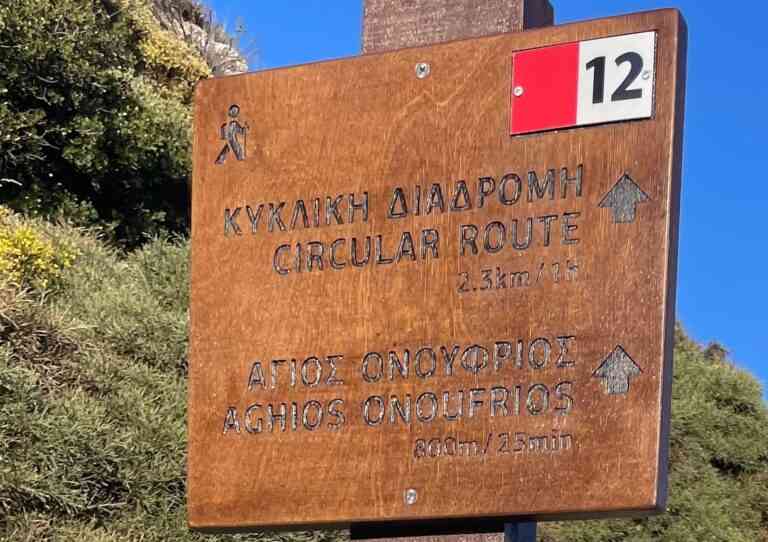 12
ΚΥΚΛΙΚΗ ΔΙΑΔΡΟΜΗ
CIRCULAR ROUTE
2.3km/1H
ΑΓΙΟΣ ΟΝΟΥΦΡΙΟΣ
AGHIOS ONOUFRIOS
800m/25min